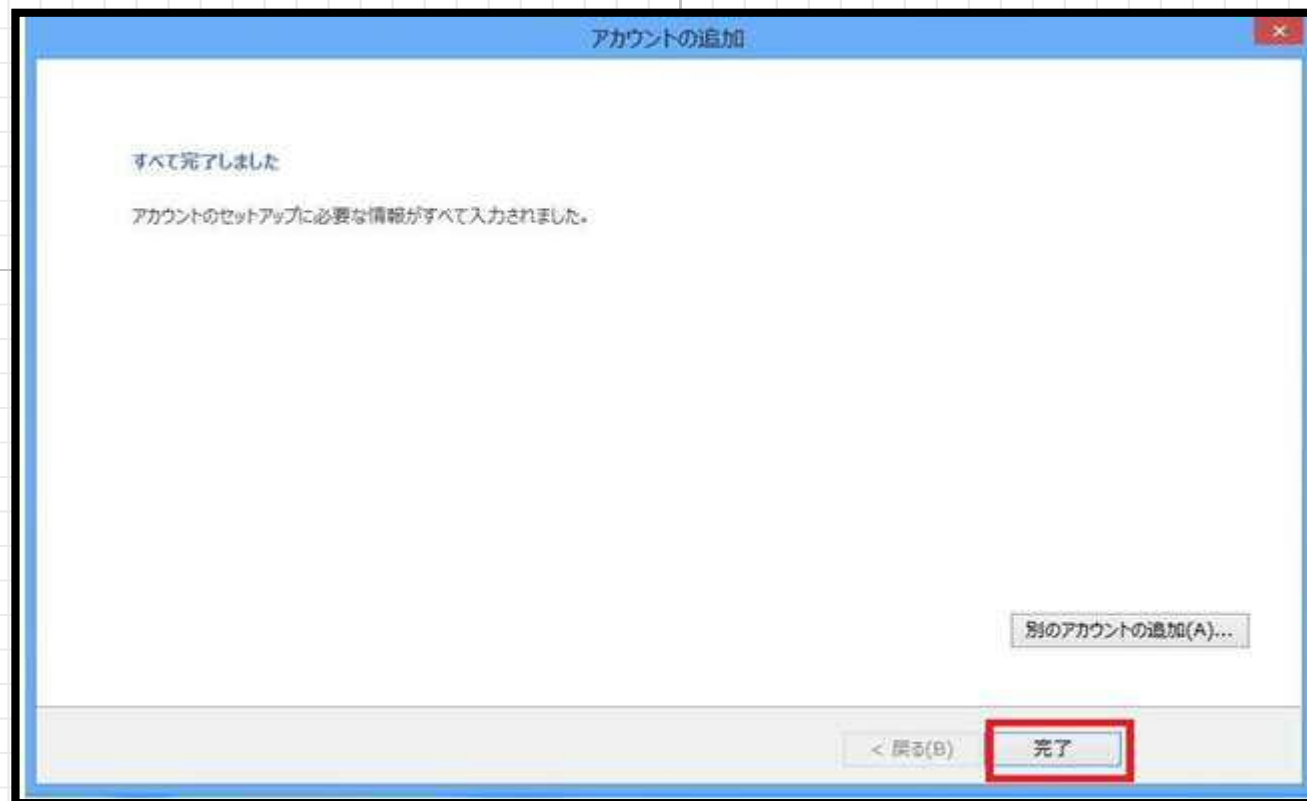 アカウントの追加
すべて完了しました
アカウントのセットアップに必要な情報がすべて入力されました。
別のアカウントの追加(A)...
< 戻る(B)
完了